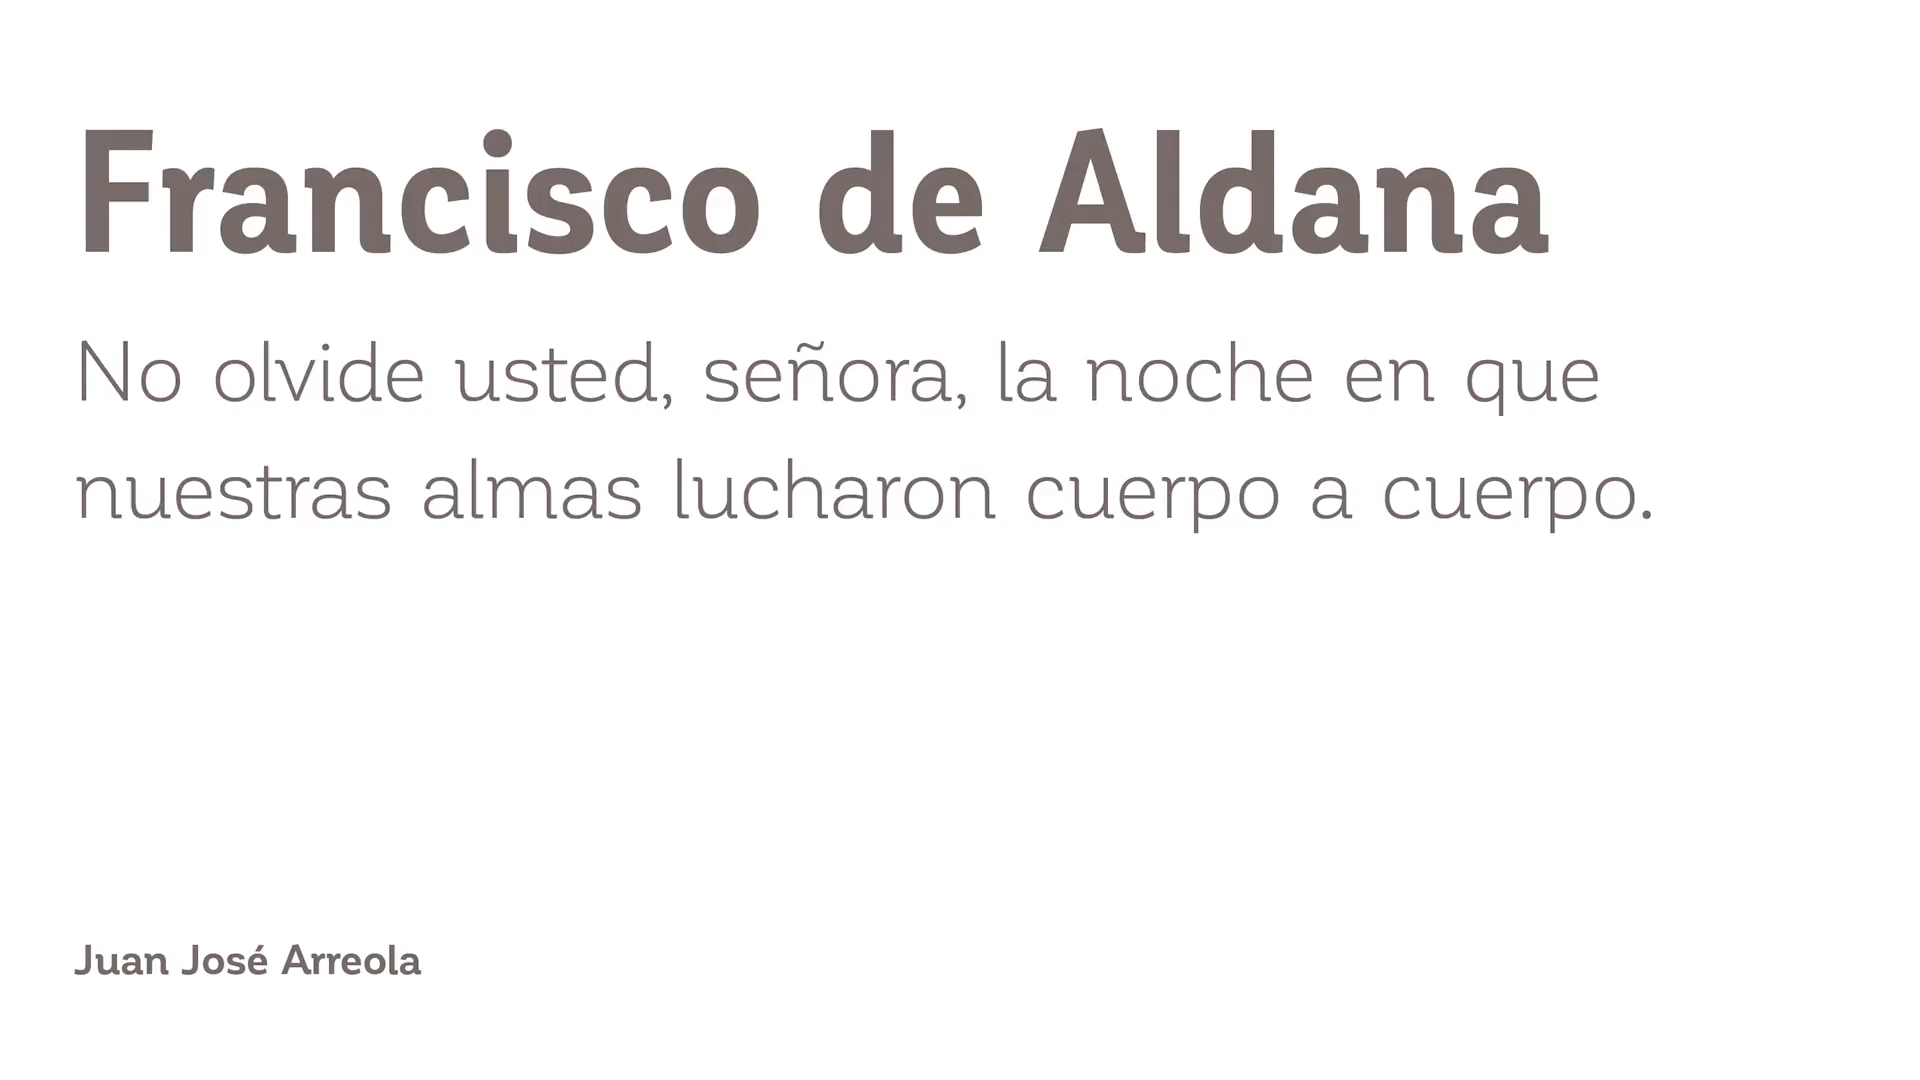 Francisco de Aldana
No olvide usted, señora, la noche en que
nuestras almas lucharon cuerpo a cuerpo.
Juan José Arreola